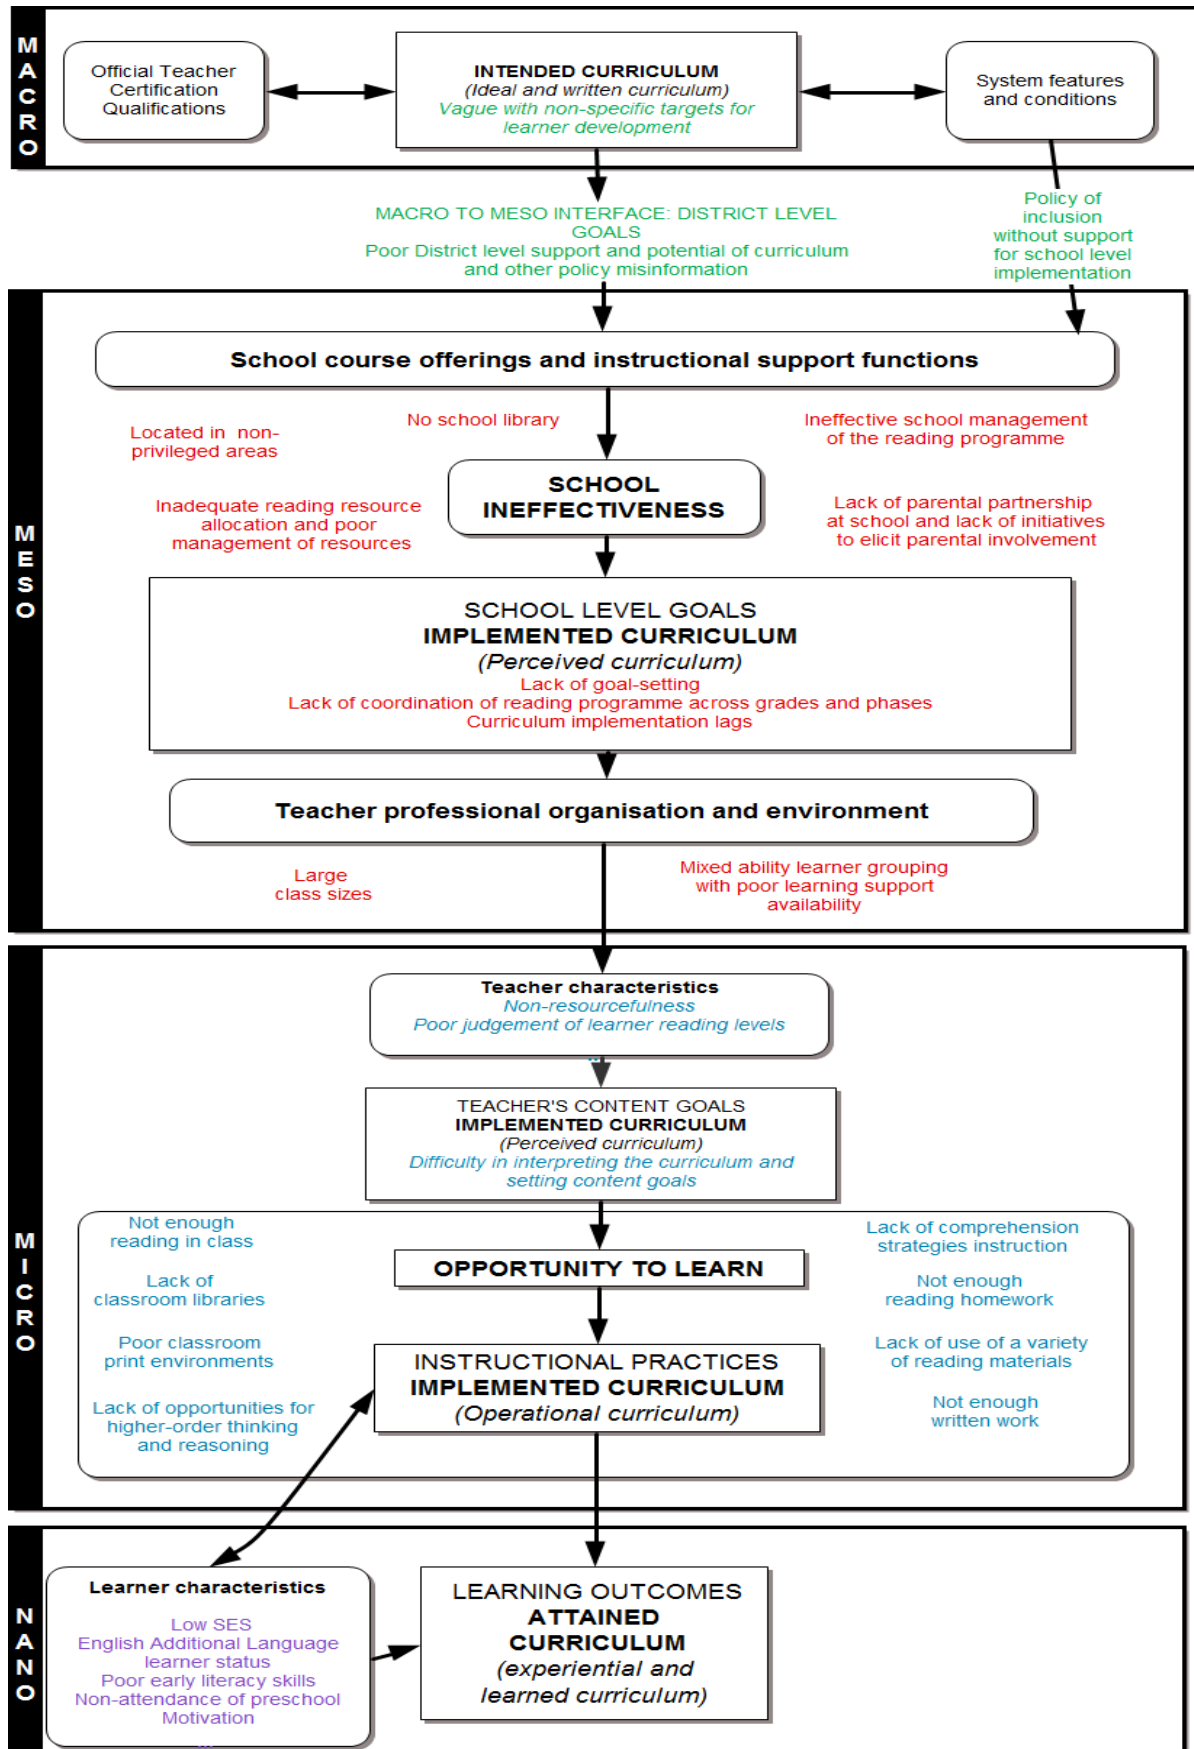 MACRO
Official Teacher
Certification
Qualifications
INTENDED CURRICULUM
(Ideal and written curriculum)
Vague with non-specific targets for
learner development
System features
and conditions
MACRO TO MESO INTERFACE: DISTRICT LEVEL
GOALS
Poor District level support and potential of curriculum
and other policy misinformation
Policy of
inclusion
without support
for school level
implementation
MESO
School course offerings and instructional support functions
Located in non-
privileged areas
No school library
Ineffective school management
of the reading programme
SCHOOL
INEFFECTIVENESS
Inadequate reading resource
allocation and poor
management of resources
Lack of parental partnership
at school and lack of initiatives
to elicit parental involvement
SCHOOL LEVEL GOALS
IMPLEMENTED CURRICULUM
(Perceived curriculum)
Lack of goal-setting
Lack of coordination of reading programme across grades and phases
Curriculum implementation lags
Teacher professional organisation and environment
Large
class sizes
Mixed ability learner grouping
with poor learning support
availability
MICRO
Teacher characteristics
Non-resourcefulness
Poor judgement of learner reading levels
TEACHER'S CONTENT GOALS
IMPLEMENTED CURRICULUM
(Perceived curriculum)
Difficulty in interpreting the curriculum and
setting content goals
Not enough
reading in class
Lack of
classroom libraries
Poor classroom
print environments
Lack of opportunities for
higher-order thinking
and reasoning
OPPORTUNITY TO LEARN
INSTRUCTIONAL PRACTICES
IMPLEMENTED CURRICULUM
(Operational curriculum)
Lack of comprehension
strategies instruction
Not enough
reading homework
Lack of use of a variety
of reading materials
Not enough
written work
NANO
Learner characteristics
Low SES
English Additional Language
learner status
Poor early literacy skills
Non-attendance of preschool
Motivation
...
LEARNING OUTCOMES
ATTAINED
CURRICULUM
(experiential and
learned curriculum)